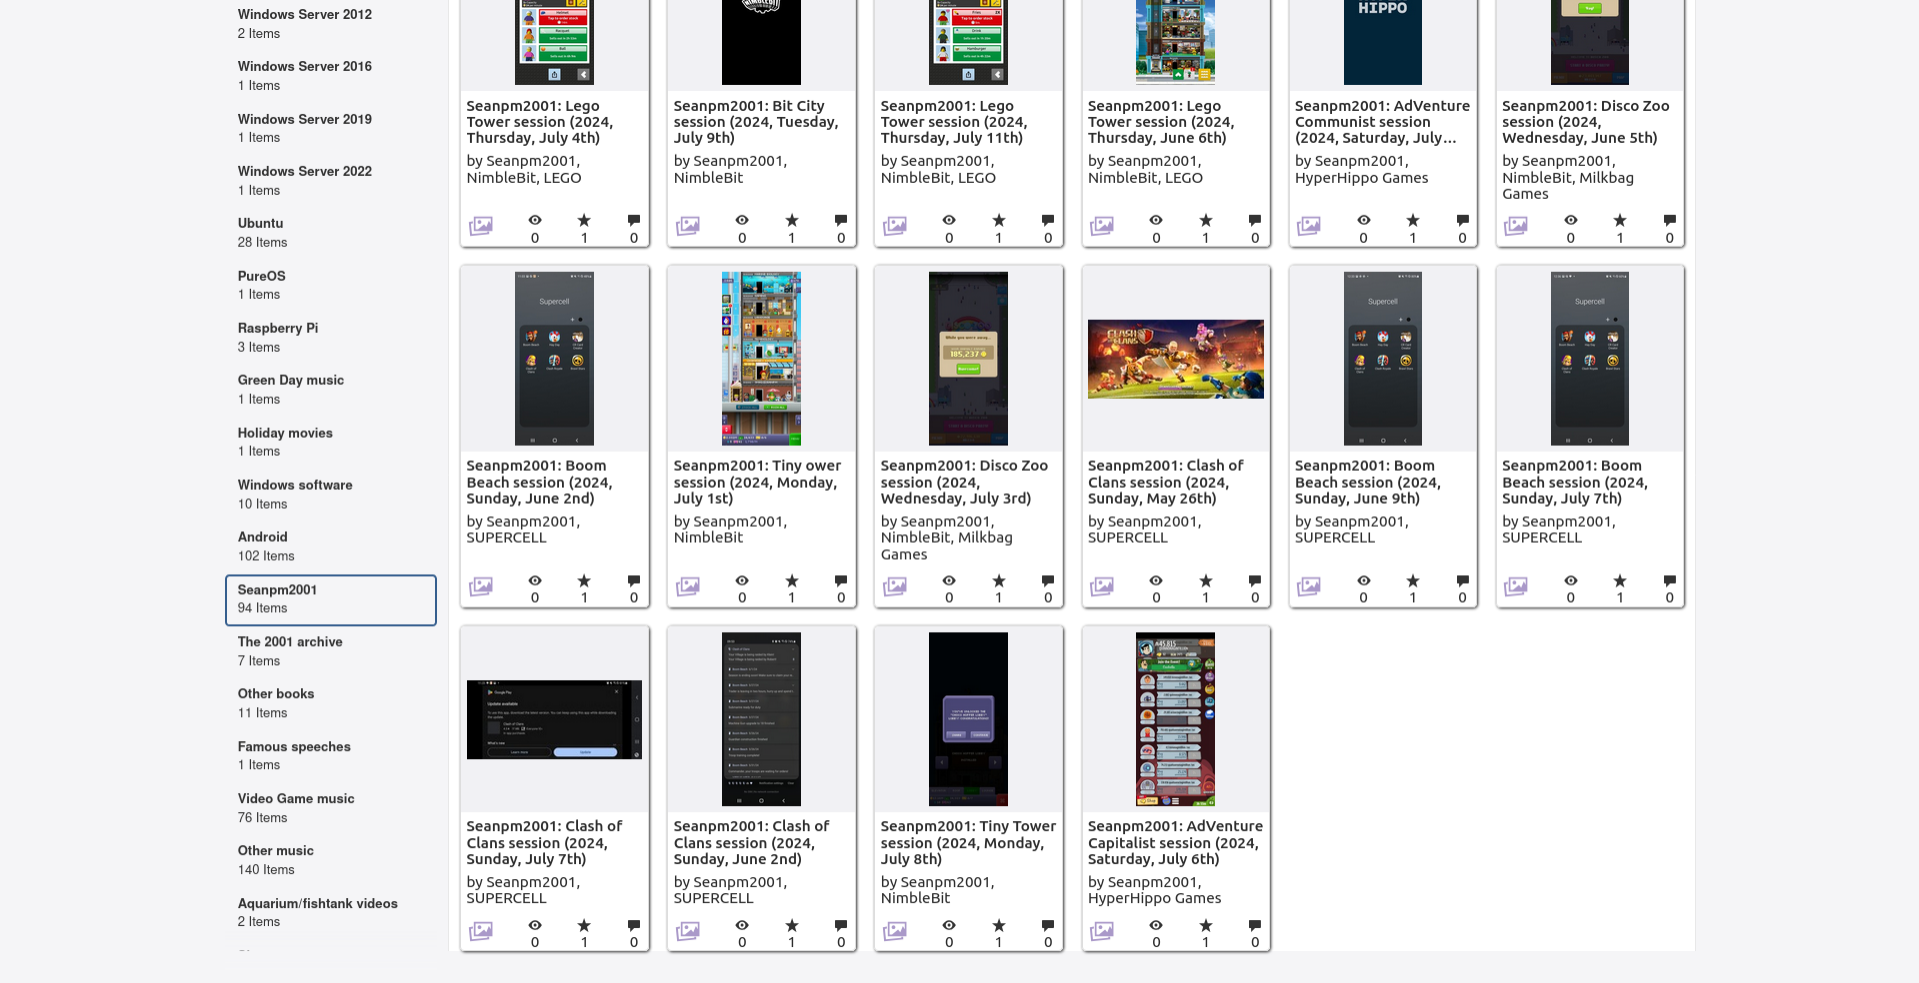 Windows Server 2012
2 Items
Windows Server 2016
1 Items
Windows Server 2019
1 Items
Windows Server 2022
1 Items
Ubuntu
28 Items
PureOS
1 Items
Raspberry Pi
3 Items
Green Day music
1 Items
Holiday movies
1 Items
Windows software
10 Items
Android
102 Items
Seanpm2001
94 Items
The 2001 archive
7 Items
Other books
11 Items
Famous speeches
1 Items
Video Game music
76 Items
Other music
140 Items
Aquarium/fishtank videos
2 Items
HIPPO
Seanpm2001: Lego
Tower session (2024,
Thursday, July 4th)
by Seanpm2001,
NimbleBit, LEGO
0 1 0
Seanpm2001: Bit City
session (2024, Tuesday,
July 9th)
by Seanpm2001,
NimbleBit
0 1 0
Seanpm2001: Lego
Tower session (2024,
Thursday, July 11th)
by Seanpm2001,
NimbleBit, LEGO
0 1 0
Seanpm2001: Lego
Tower session (2024,
Thursday, June 6th)
by Seanpm2001,
NimbleBit, LEGO
0 1 0
Seanpm2001: AdVenture
Communist session
(2024, Saturday, July...
by Seanpm2001,
HyperHippo Games
0 1 0
Seanpm2001: Disco Zoo
session (2024,
Wednesday, June 5th)
by Seanpm2001,
NimbleBit, Milkbag
Games
0 1 0
Supercell
Seanpm2001: Boom
Beach session (2024,
Sunday, June 2nd)
by Seanpm2001,
SUPERCELL
0 1 0
Seanpm2001: Tiny ower
session (2024, Monday,
July 1st)
by Seanpm2001,
NimbleBit
0 1 0
While you were away...
185,237
Seanpm2001: Disco Zoo
session (2024,
Wednesday, July 3rd)
by Seanpm2001,
NimbleBit, Milkbag
Games
0 1 0
CLASH OF
CLANS
Seanpm2001: Clash of
Clans session (2024,
Sunday, May 26th)
by Seanpm2001,
SUPERCELL
0 1 0
Supercell
Seanpm2001: Boom
Beach session (2024,
Sunday, June 9th)
by Seanpm2001,
SUPERCELL
0 1 0
Supercell
Seanpm2001: Boom
Beach session (2024,
Sunday, July 7th)
by Seanpm2001,
SUPERCELL
0 1 0
Google Play
Update available
Seanpm2001: Clash of
Clans session (2024,
Sunday, July 7th)
by Seanpm2001,
SUPERCELL
0 1 0
Seanpm2001: Clash of
Clans session (2024,
Sunday, June 2nd)
by Seanpm2001,
SUPERCELL
0 1 0
Seanpm2001: Tiny Tower
session (2024, Monday,
July 8th)
by Seanpm2001,
NimbleBit
0 1 0
Seanpm2001: AdVenture
Capitalist session (2024,
Saturday, July 6th)
by Seanpm2001,
HyperHippo Games
0 1 0